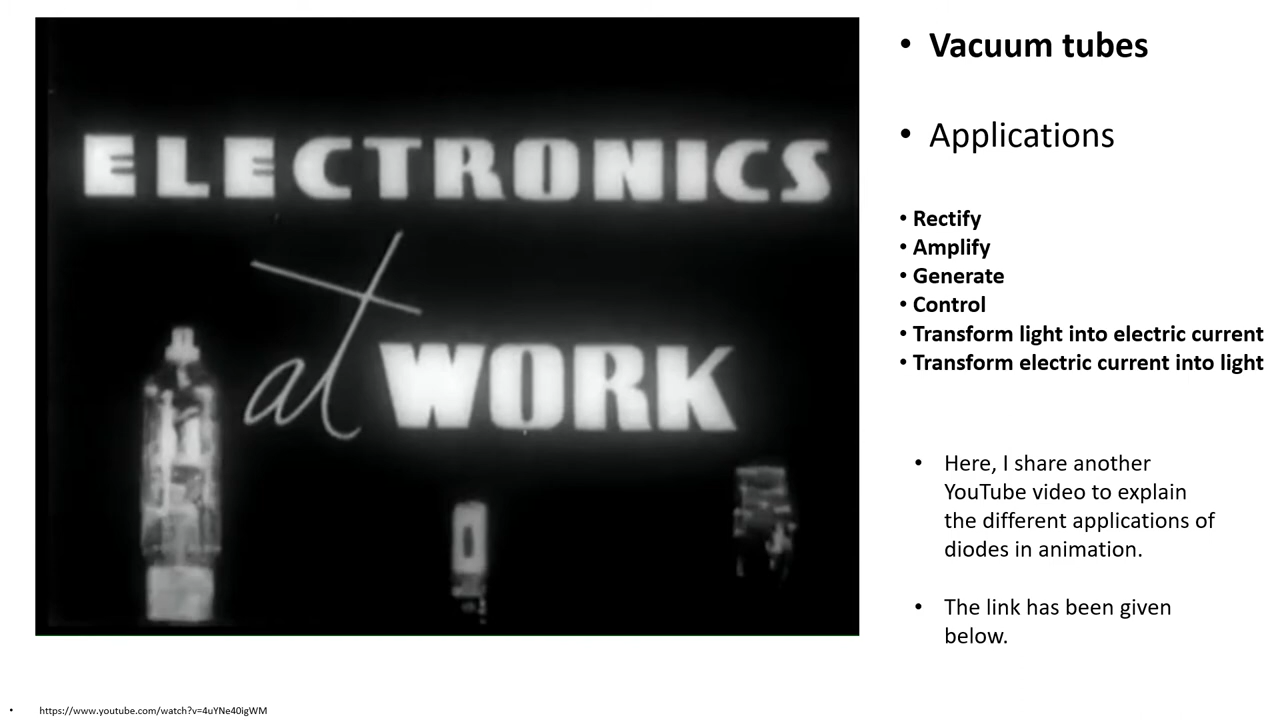 ELECTRONICS
at WORK
• Vacuum tubes
• Applications
• Rectify
• Amplify
• Generate
• Control
• Transform light into electric current
• Transform electric current into light
• Here, I share another
YouTube video to explain
the different applications of
diodes in animation.
• The link has been given
below.
• https://www.youtube.com/watch?v=4uYNe40igWM